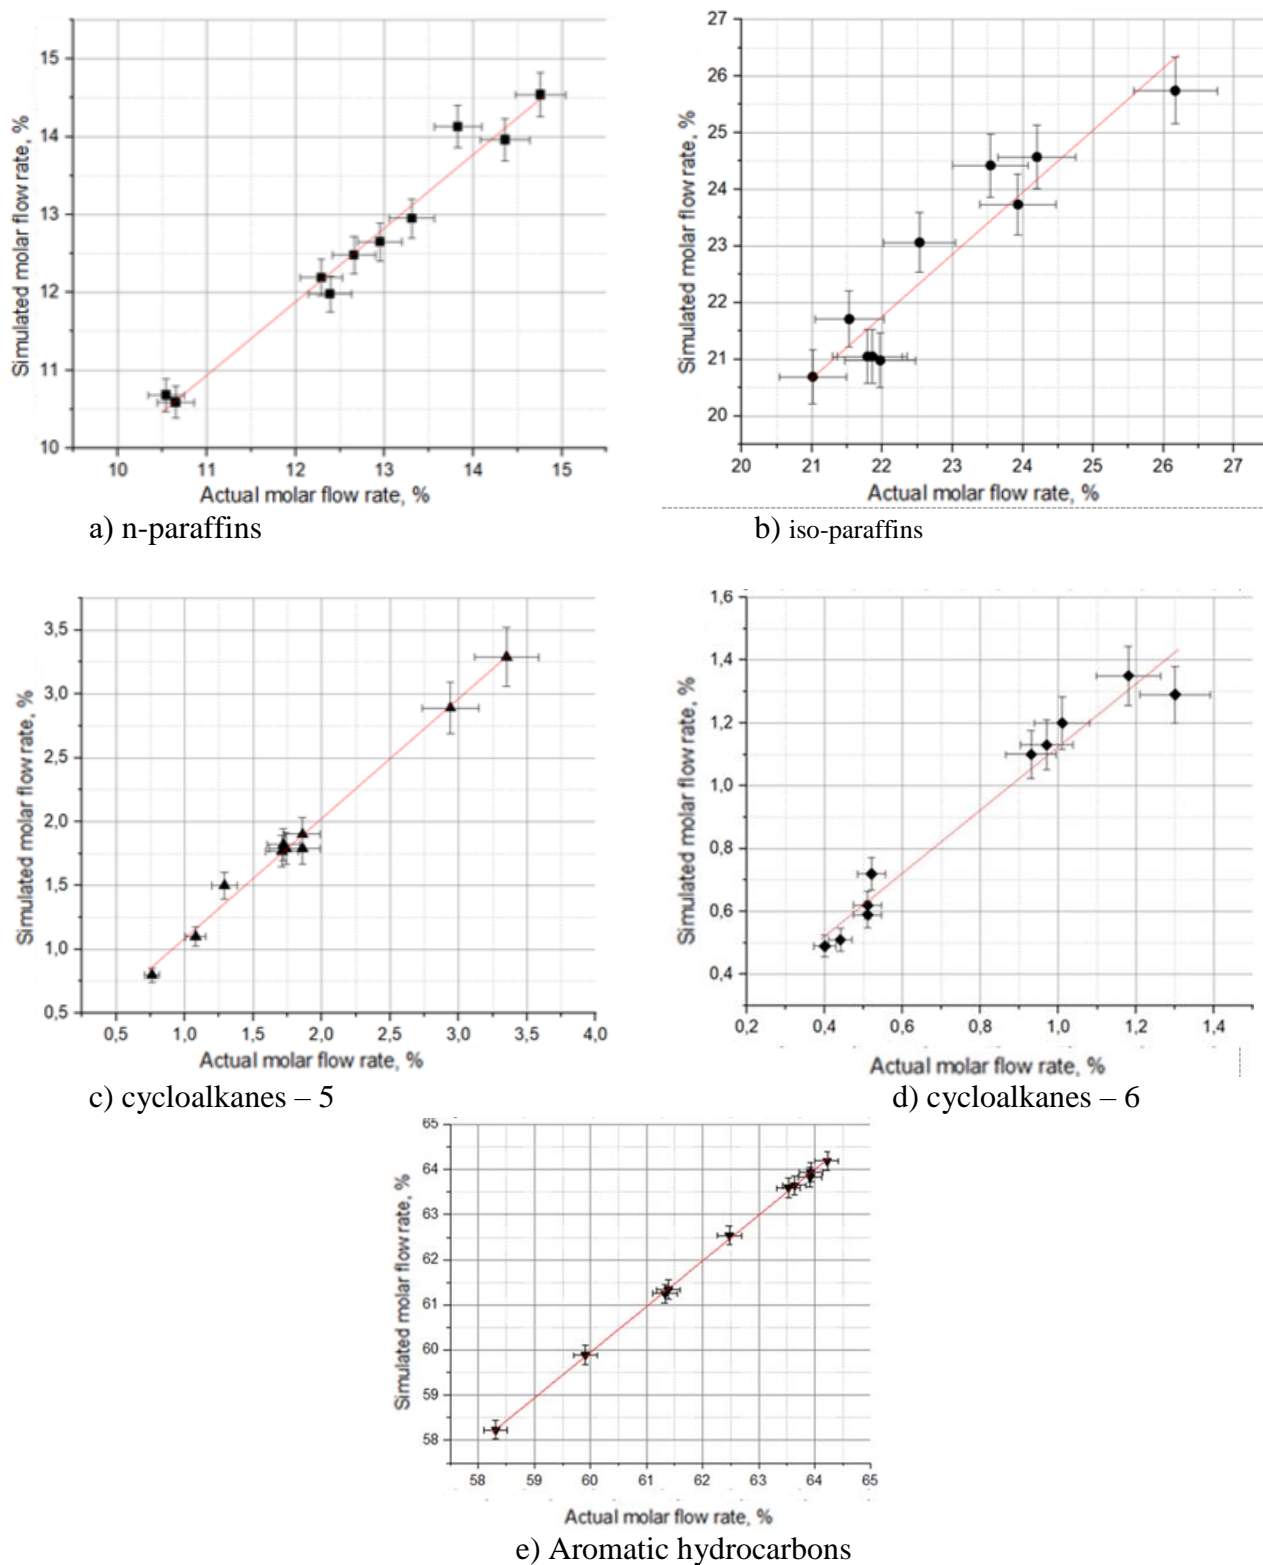 15
14
13
12
11
10
Simulated molar flow rate, %
10 11 12 13 14 15
Actual molar flow rate, %
a) n-paraffins
27
26
25
24
23
22
21
20
Simulated molar flow rate, %
20 21 22 23 24 25 26 27
Actual molar flow rate, %
b) iso-paraffins
3,5
3,0
2,5
2,0
1,5
1,0
0,5
Simulated molar flow rate, %
0,5 1,0 1,5 2,0 2,5 3,0 3,5 4,0
Actual molar flow rate, %
c) cycloalkanes – 5
1,6
1,4
1,2
1,0
0,8
0,6
0,4
Simulated molar flow rate, %
0,2 0,4 0,6 0,8 1,0 1,2 1,4
Actual molar flow rate, %
d) cycloalkanes – 6
65
64
63
62
61
60
59
58
Simulated molar flow rate, %
58 59 60 61 62 63 64 65
Actual molar flow rate, %
e) Aromatic hydrocarbons